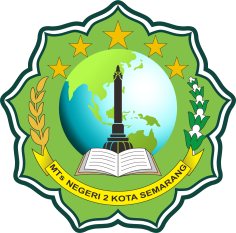 MTs NEGERI 2 KOTA SEMARANG